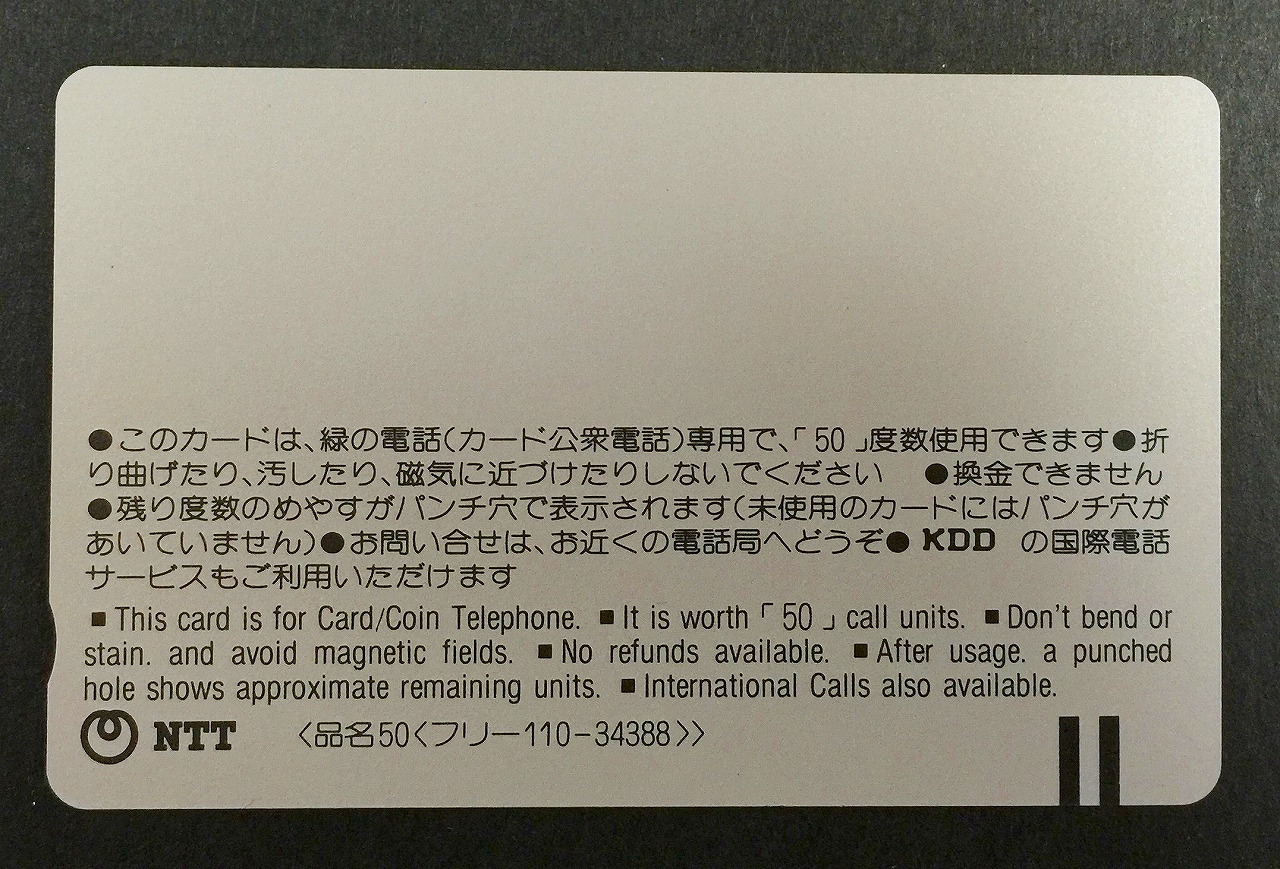 ●このカードは、緑の電話(カード公衆電話)専用で、「50」度数使用できます●折
り曲げたり、汚したり、磁気に近づけたりしないでください　●換金できません
●残り度数のめやすがパンチ穴で表示されます(未使用のカードにはパンチ穴が
あいていません)●お問い合せは、お近くの電話局へどうぞ● KDD の国際電話
サービスもご利用いただけます
■This card is for Card/Coin Telephone. ■It is worth「50」call units. ■Don't bend or
stain. and avoid magnetic fields. ■No refunds available. ■After usage. a punched
hole shows approximate remaining units. ■International Calls also available.
NTT 〈品名50〈フリー110-34388〉〉